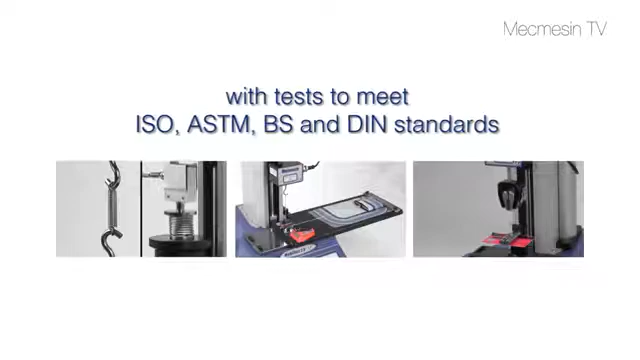 Mecmesin TV
with tests to meet
ISO, ASTM, BS and DIN standards